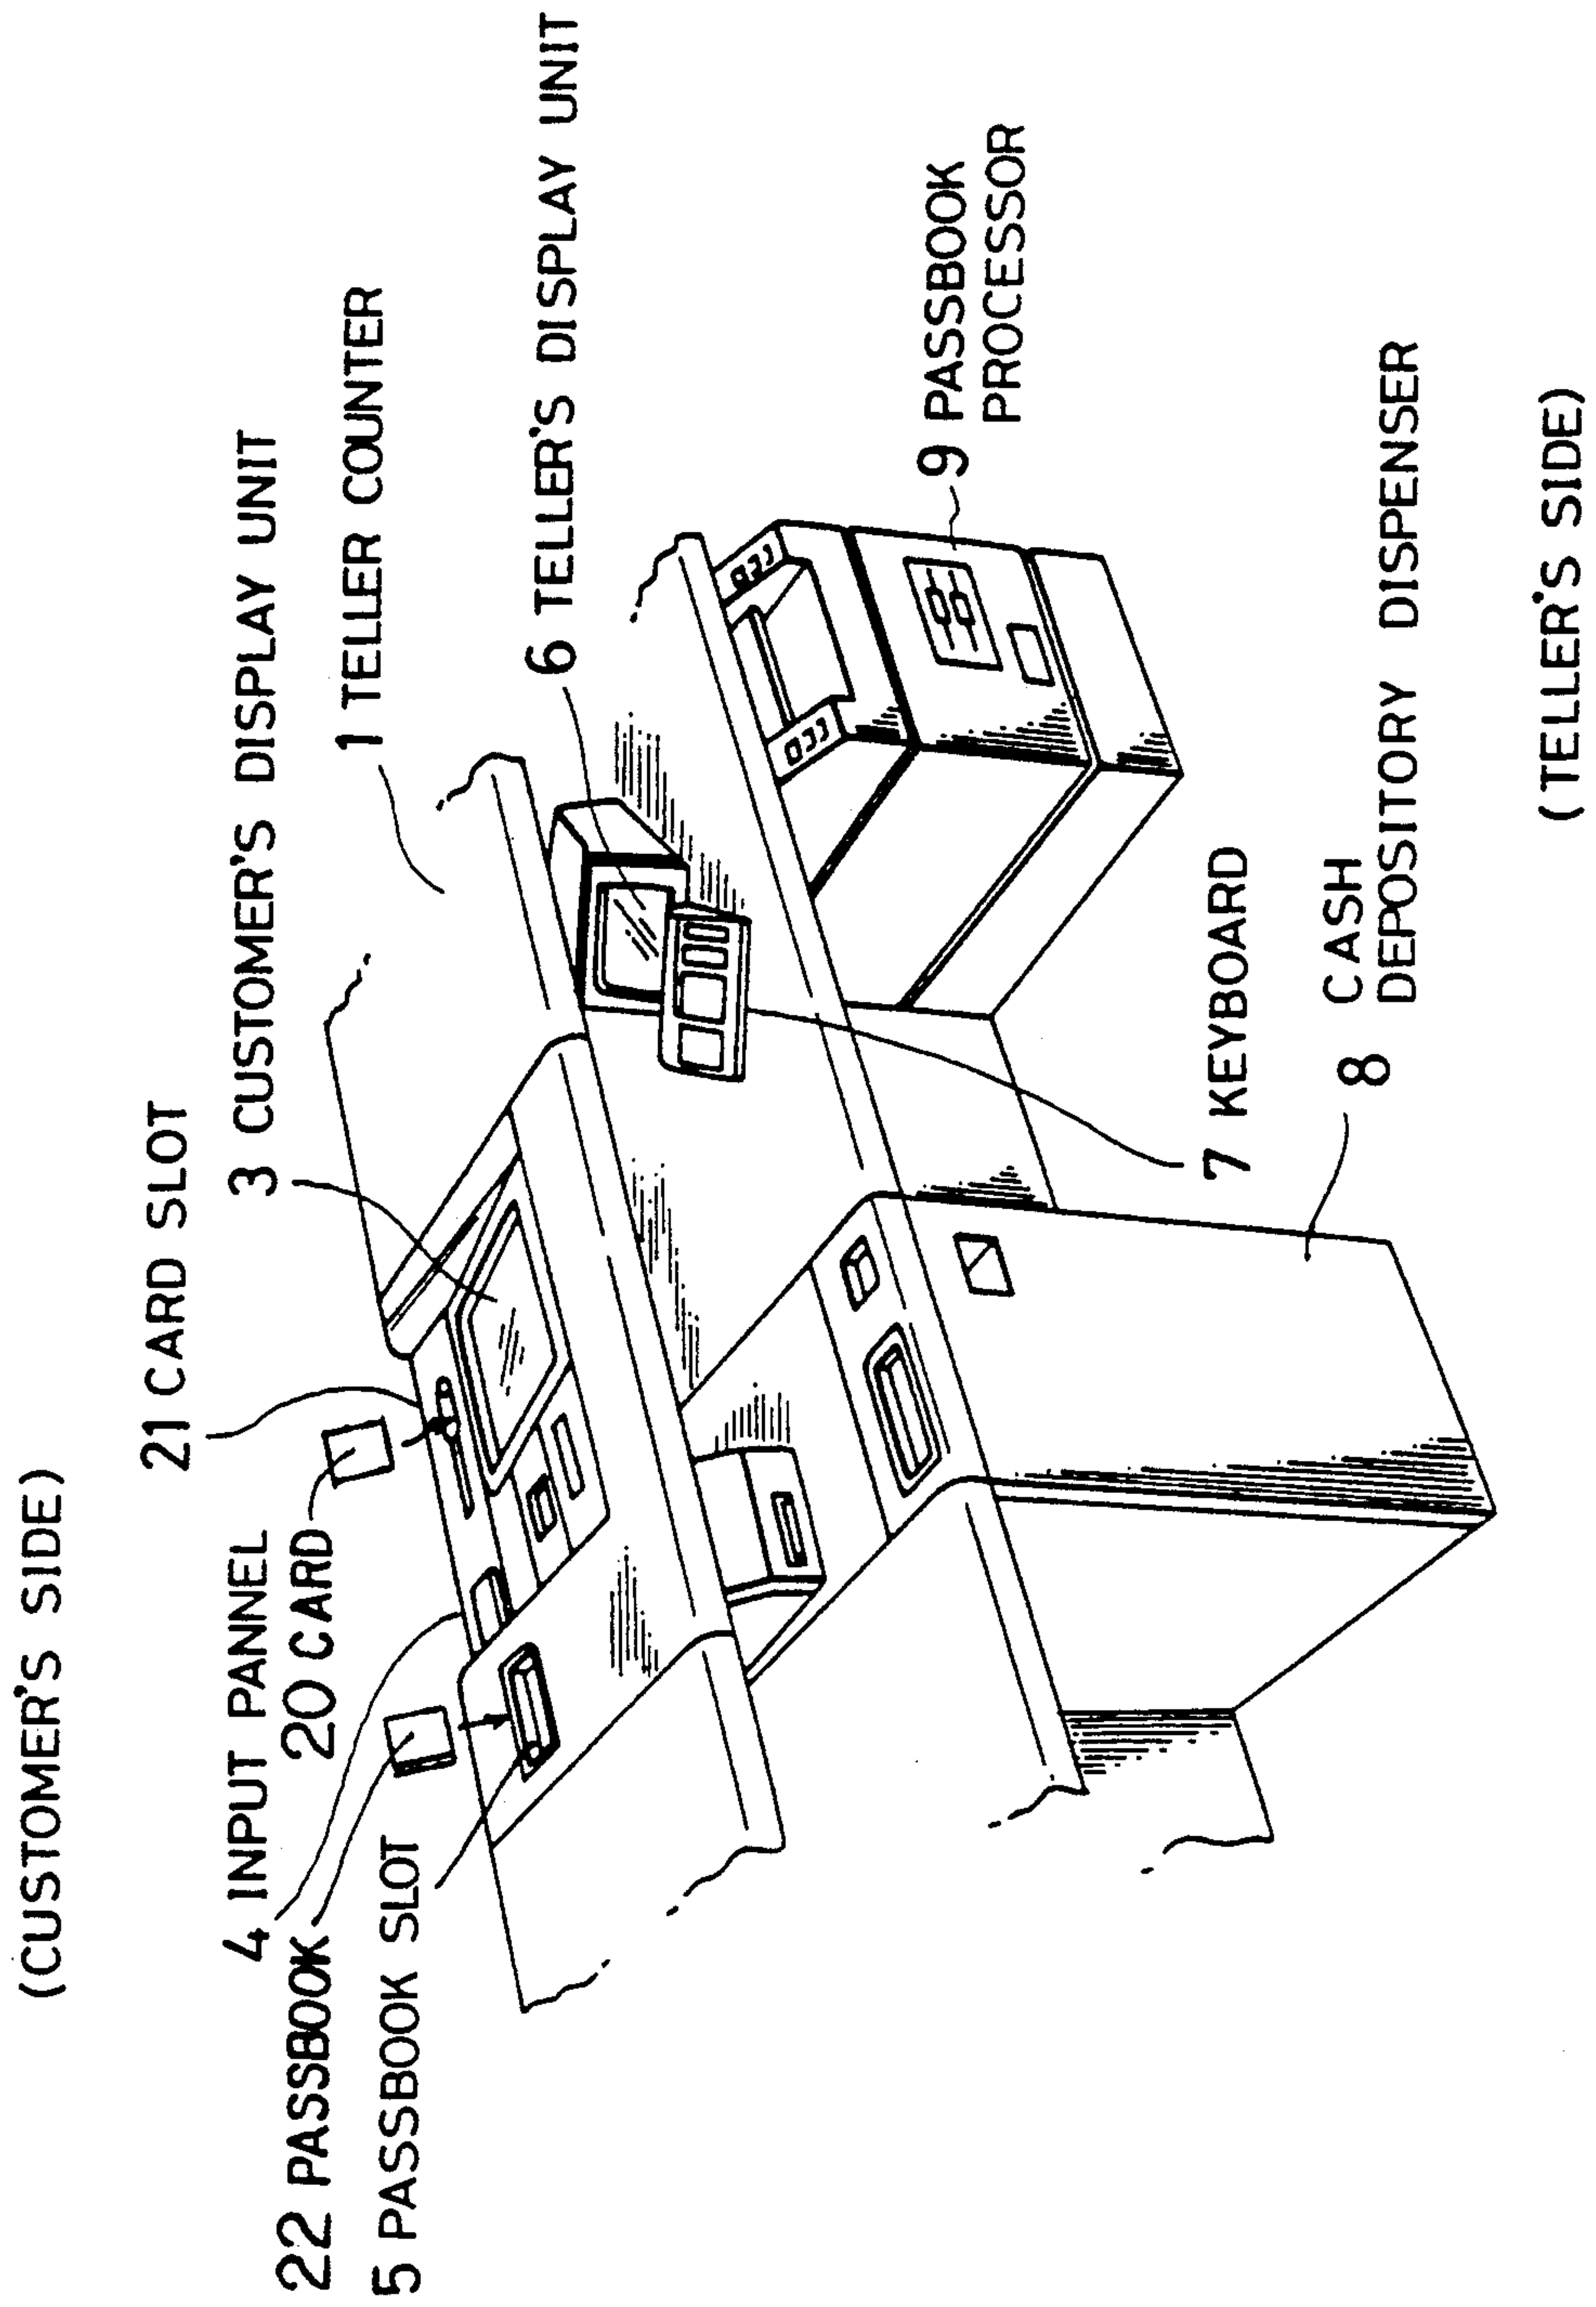 (CUSTOMER'S SIDE)
21 CARD SLOT
3 CUSTOMER'S DISPLAY UNIT
4 INPUT PANNEL
20 CARD
22 PASSBOOK
1 TELLER COUNTER
5 PASSBOOK SLOT
6 TELLER'S DISPLAY UNIT
9 PASSBOOK
PROCESSOR
7 KEYBOARD
8 CASH
DEPOSITORY DISPENSER
(TELLER'S SIDE)